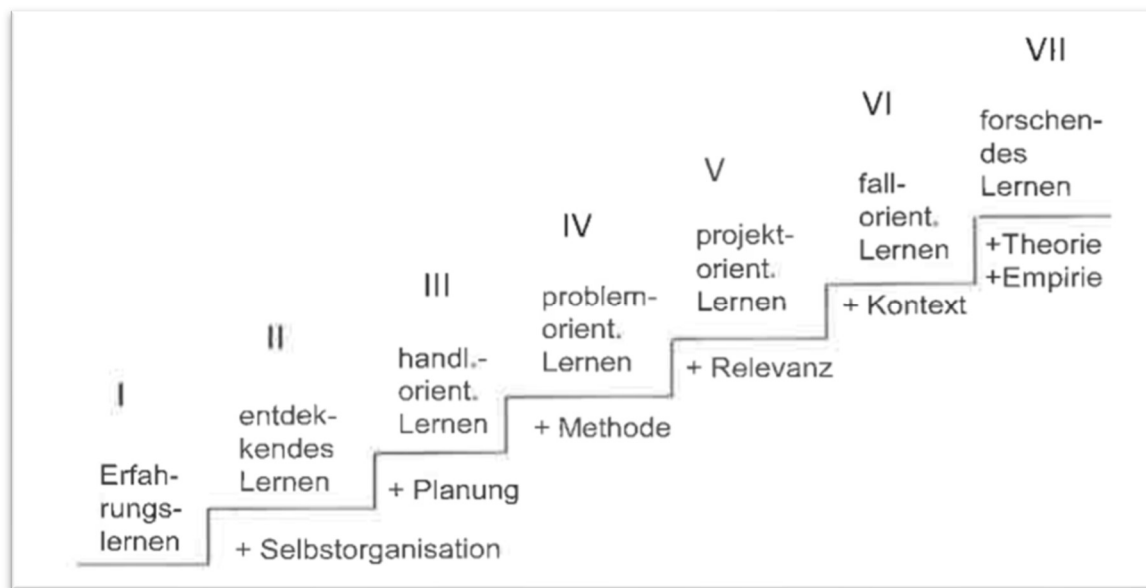 I
Erfah-
rungs-
lernen
II
entdek-
kendes
Lernen
+ Selbstorganisation
III
handl.-
orient.
Lernen
+ Planung
IV
problem-
orient.
Lernen
+ Methode
V
projekt-
orient.
Lernen
+ Relevanz
VI
fall-
orient.
Lernen
+ Kontext
VII
forschen-
des
Lernen
+Theorie
+Empirie